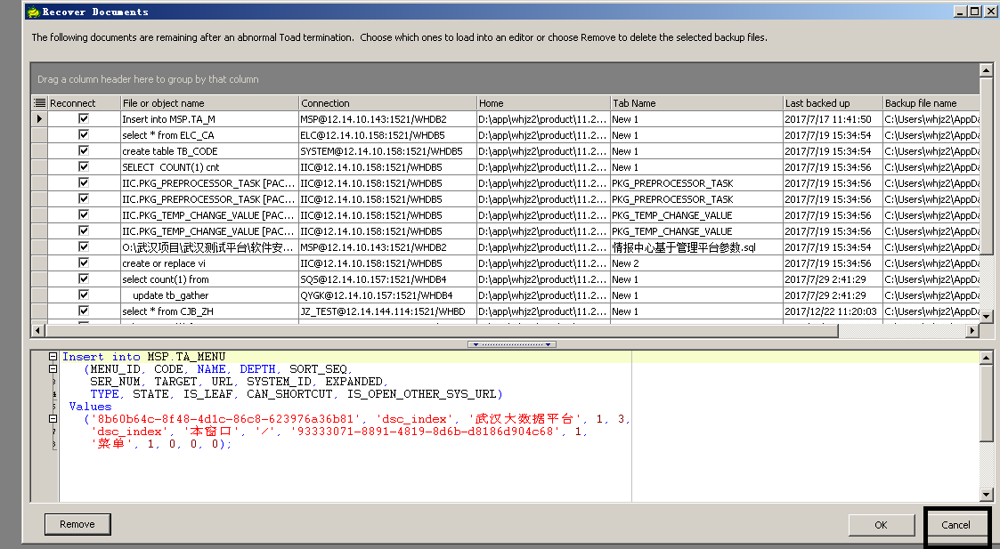 Recover Documents
The following documents are remaining after an abnormal Toad termination. Choose which ones to load into an editor or choose Remove to delete the selected backup files.
Drag a column header here to group by that column
Reconnect File or object name Connection Home Tab Name Last backed up Backup file name
Insert into MSP.TA_M MSP@12.14.10.143:1521/WHDB2 D:\app\whjz2\product\11.2... New 1 2017/7/17 11:41:50 C:\Users\whjz2\AppDa
select * from ELC_CA ELC@12.14.10.158:1521/WHDB5 D:\app\whjz2\product\11.2... New 1 2017/7/19 15:34:54 C:\Users\whjz2\AppDa
create table TB_CODE SYSTEM@12.14.10.158:1521/WHDB5 D:\app\whjz2\product\11.2... New 1 2017/7/19 15:34:54 C:\Users\whjz2\AppDa
SELECT COUNT(1) cnt IIC@12.14.10.158:1521/WHDB5 D:\app\whjz2\product\11.2... New 1 2017/7/19 15:34:56 C:\Users\whjz2\AppDa
IIC.PKG_PREPROCESSOR_TASK [PAC... IIC@12.14.10.158:1521/WHDB5 D:\app\whjz2\product\11.2... PKG_PREPROCESSOR_TASK 2017/7/19 15:34:56 C:\Users\whjz2\AppDa
IIC.PKG_PREPROCESSOR_TASK [PAC... IIC@12.14.10.158:1521/WHDB5 D:\app\whjz2\product\11.2... PKG_PREPROCESSOR_TASK 2017/7/19 15:34:56 C:\Users\whjz2\AppDa
IIC.PKG_TEMP_CHANGE_VALUE [PAC... IIC@12.14.10.158:1521/WHDB5 D:\app\whjz2\product\11.2... PKG_TEMP_CHANGE_VALUE 2017/7/19 15:34:56 C:\Users\whjz2\AppDa
IIC.PKG_TEMP_CHANGE_VALUE [PAC... IIC@12.14.10.158:1521/WHDB5 D:\app\whjz2\product\11.2... PKG_TEMP_CHANGE_VALUE 2017/7/19 15:34:56 C:\Users\whjz2\AppDa
O:\武汉项目\武汉测试平台\软件安... MSP@12.14.10.143:1521/WHDB2 D:\app\whjz2\product\11.2... 情报中心基于管理平台参数.sql 2017/7/19 15:34:54 C:\Users\whjz2\AppDa
create or replace vi IIC@12.14.10.158:1521/WHDB5 D:\app\whjz2\product\11.2... New 2 2017/7/19 15:34:56 C:\Users\whjz2\AppDa
select count(1) from SQS@12.14.10.157:1521/WHDB4 D:\app\whjz2\product\11.2... New 1 2017/7/29 2:41:29 C:\Users\whjz2\AppDa
update tb_gather QYGK@12.14.10.157:1521/WHDB4 D:\app\whjz2\product\11.2... New 1 2017/7/29 2:41:29 C:\Users\whjz2\AppDa
select * from CJB_ZH JZ_TEST@12.14.144.114:1521/WHBD D:\app\whjz2\product\11.2... New 1 2017/12/22 11:20:03 C:\Users\whjz2\AppDa
Insert into MSP.TA_MENU
(MENU_ID, CODE, NAME, DEPTH, SORT_SEQ,
SER_NUM, TARGET, URL, SYSTEM_ID, EXPANDED,
TYPE, STATE, IS_LEAF, CAN_SHORTCUT, IS_OPEN_OTHER_SYS_URL)
Values
('8b60b64c-8f48-4d1c-86c8-623976a36b81', 'dsc_index', '武汉大数据平台', 1, 3,
'dsc_index', '本窗口', '/', '93333071-8891-4819-8d6b-d8186d904c68', 1,
'菜单', 1, 0, 0, 0);
Remove OK Cancel